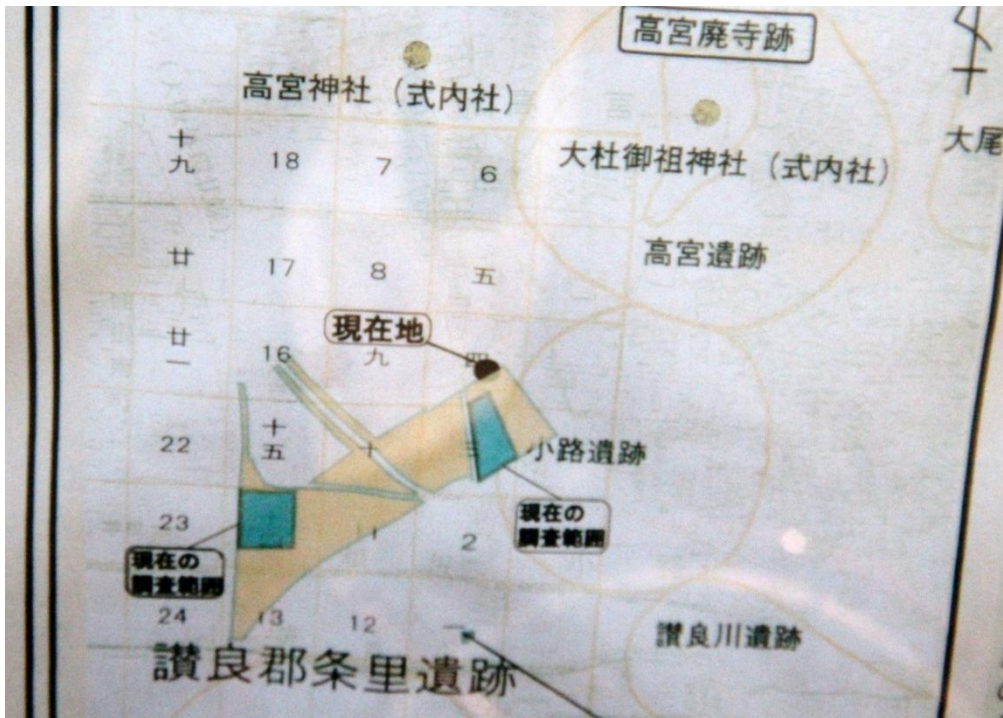 高宮廃寺跡
高宮神社（式内社）
大尾
大杜御祖神社（式内社）
十九 18 7 6
高宮遺跡
廿 17 8 五
現在地
廿一 16 九 四
22 十五 十 三
小路遺跡
現在の
調査範囲
23 11 2
現在の
調査範囲
24 13 12 一
讃良川遺跡
讃良郡条里遺跡